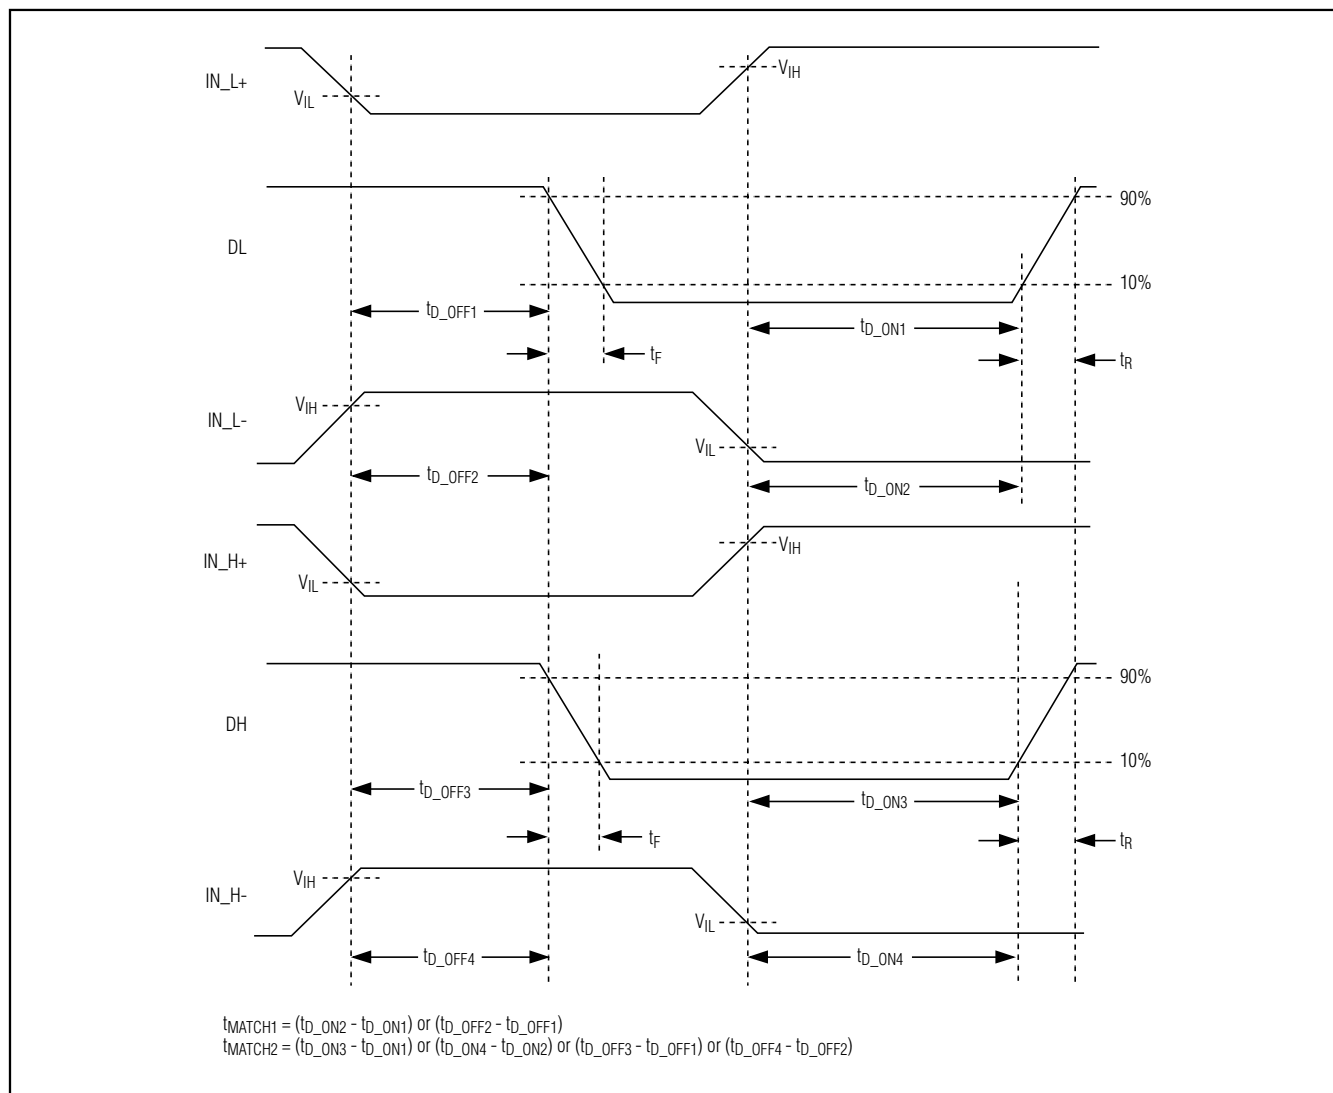 IN_L+
VIL
VIH
DL
90%
10%
tD_OFF1
tD_ON1
tF
tR
IN_L-
VIH
VIL
tD_OFF2
tD_ON2
IN_H+
VIL
VIH
DH
90%
10%
tD_OFF3
tD_ON3
tF
tR
IN_H-
VIH
VIL
tD_OFF4
tD_ON4
tMATCH1 = (tD_ON2 - tD_ON1) or (tD_OFF2 - tD_OFF1)
tMATCH2 = (tD_ON3 - tD_ON1) or (tD_ON4 - tD_ON2) or (tD_OFF3 - tD_OFF1) or (tD_OFF4 - tD_OFF2)